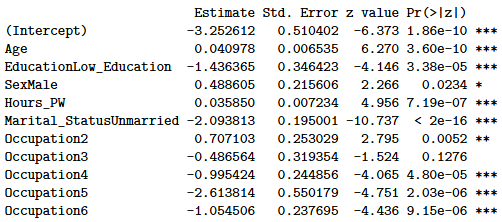 Estimate Std. Error z value Pr(>|z|)
(Intercept) -3.252612 0.510402 -6.373 1.86e-10 ***
Age 0.040978 0.006535 6.270 3.60e-10 ***
EducationLow_Education -1.436365 0.346423 -4.146 3.38e-05 ***
SexMale 0.488605 0.215606 2.266 0.0234 *
Hours_PW 0.035850 0.007234 4.956 7.19e-07 ***
Marital_StatusUnmarried -2.093813 0.195001 -10.737 < 2e-16 ***
Occupation2 0.707103 0.253029 2.795 0.0052 **
Occupation3 -0.486564 0.319354 -1.524 0.1276
Occupation4 -0.995424 0.244856 -4.065 4.80e-05 ***
Occupation5 -2.613814 0.550179 -4.751 2.03e-06 ***
Occupation6 -1.054506 0.237695 -4.436 9.15e-06 ***